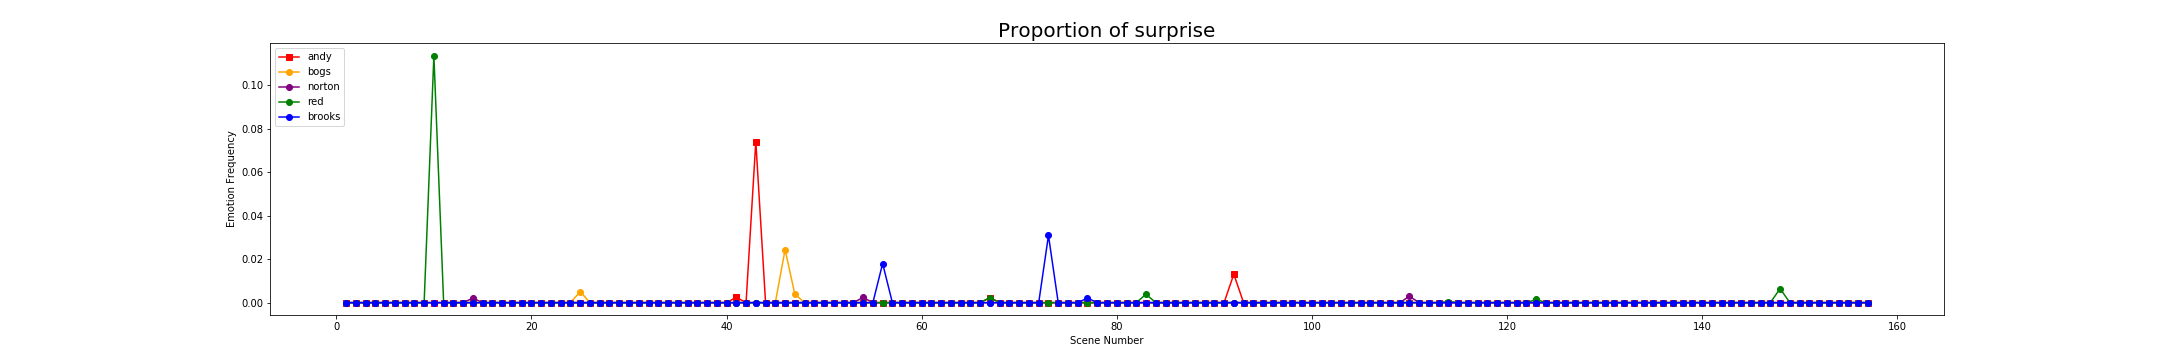 Proportion of surprise
andy
bogs
norton
red
brooks
Emotion Frequency
0.10
0.08
0.06
0.04
0.02
0.00
0 20 40 60 80 100 120 140 160
Scene Number